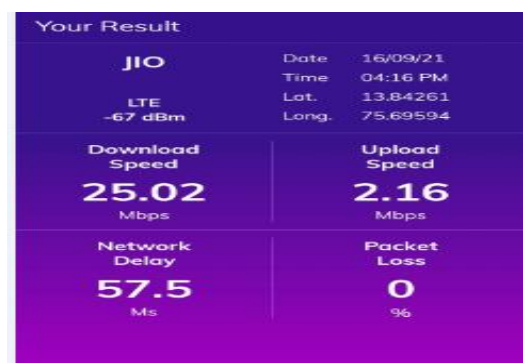 Your Result
JIO
LTE
-67 dBm
Date 16/09/21
Time 04:16 PM
Lat. 13.84261
Long. 75.69594
Download
Speed
25.02
Mbps
Upload
Speed
2.16
Mbps
Network
Delay
57.5
Ms
Packet
Loss
0
%